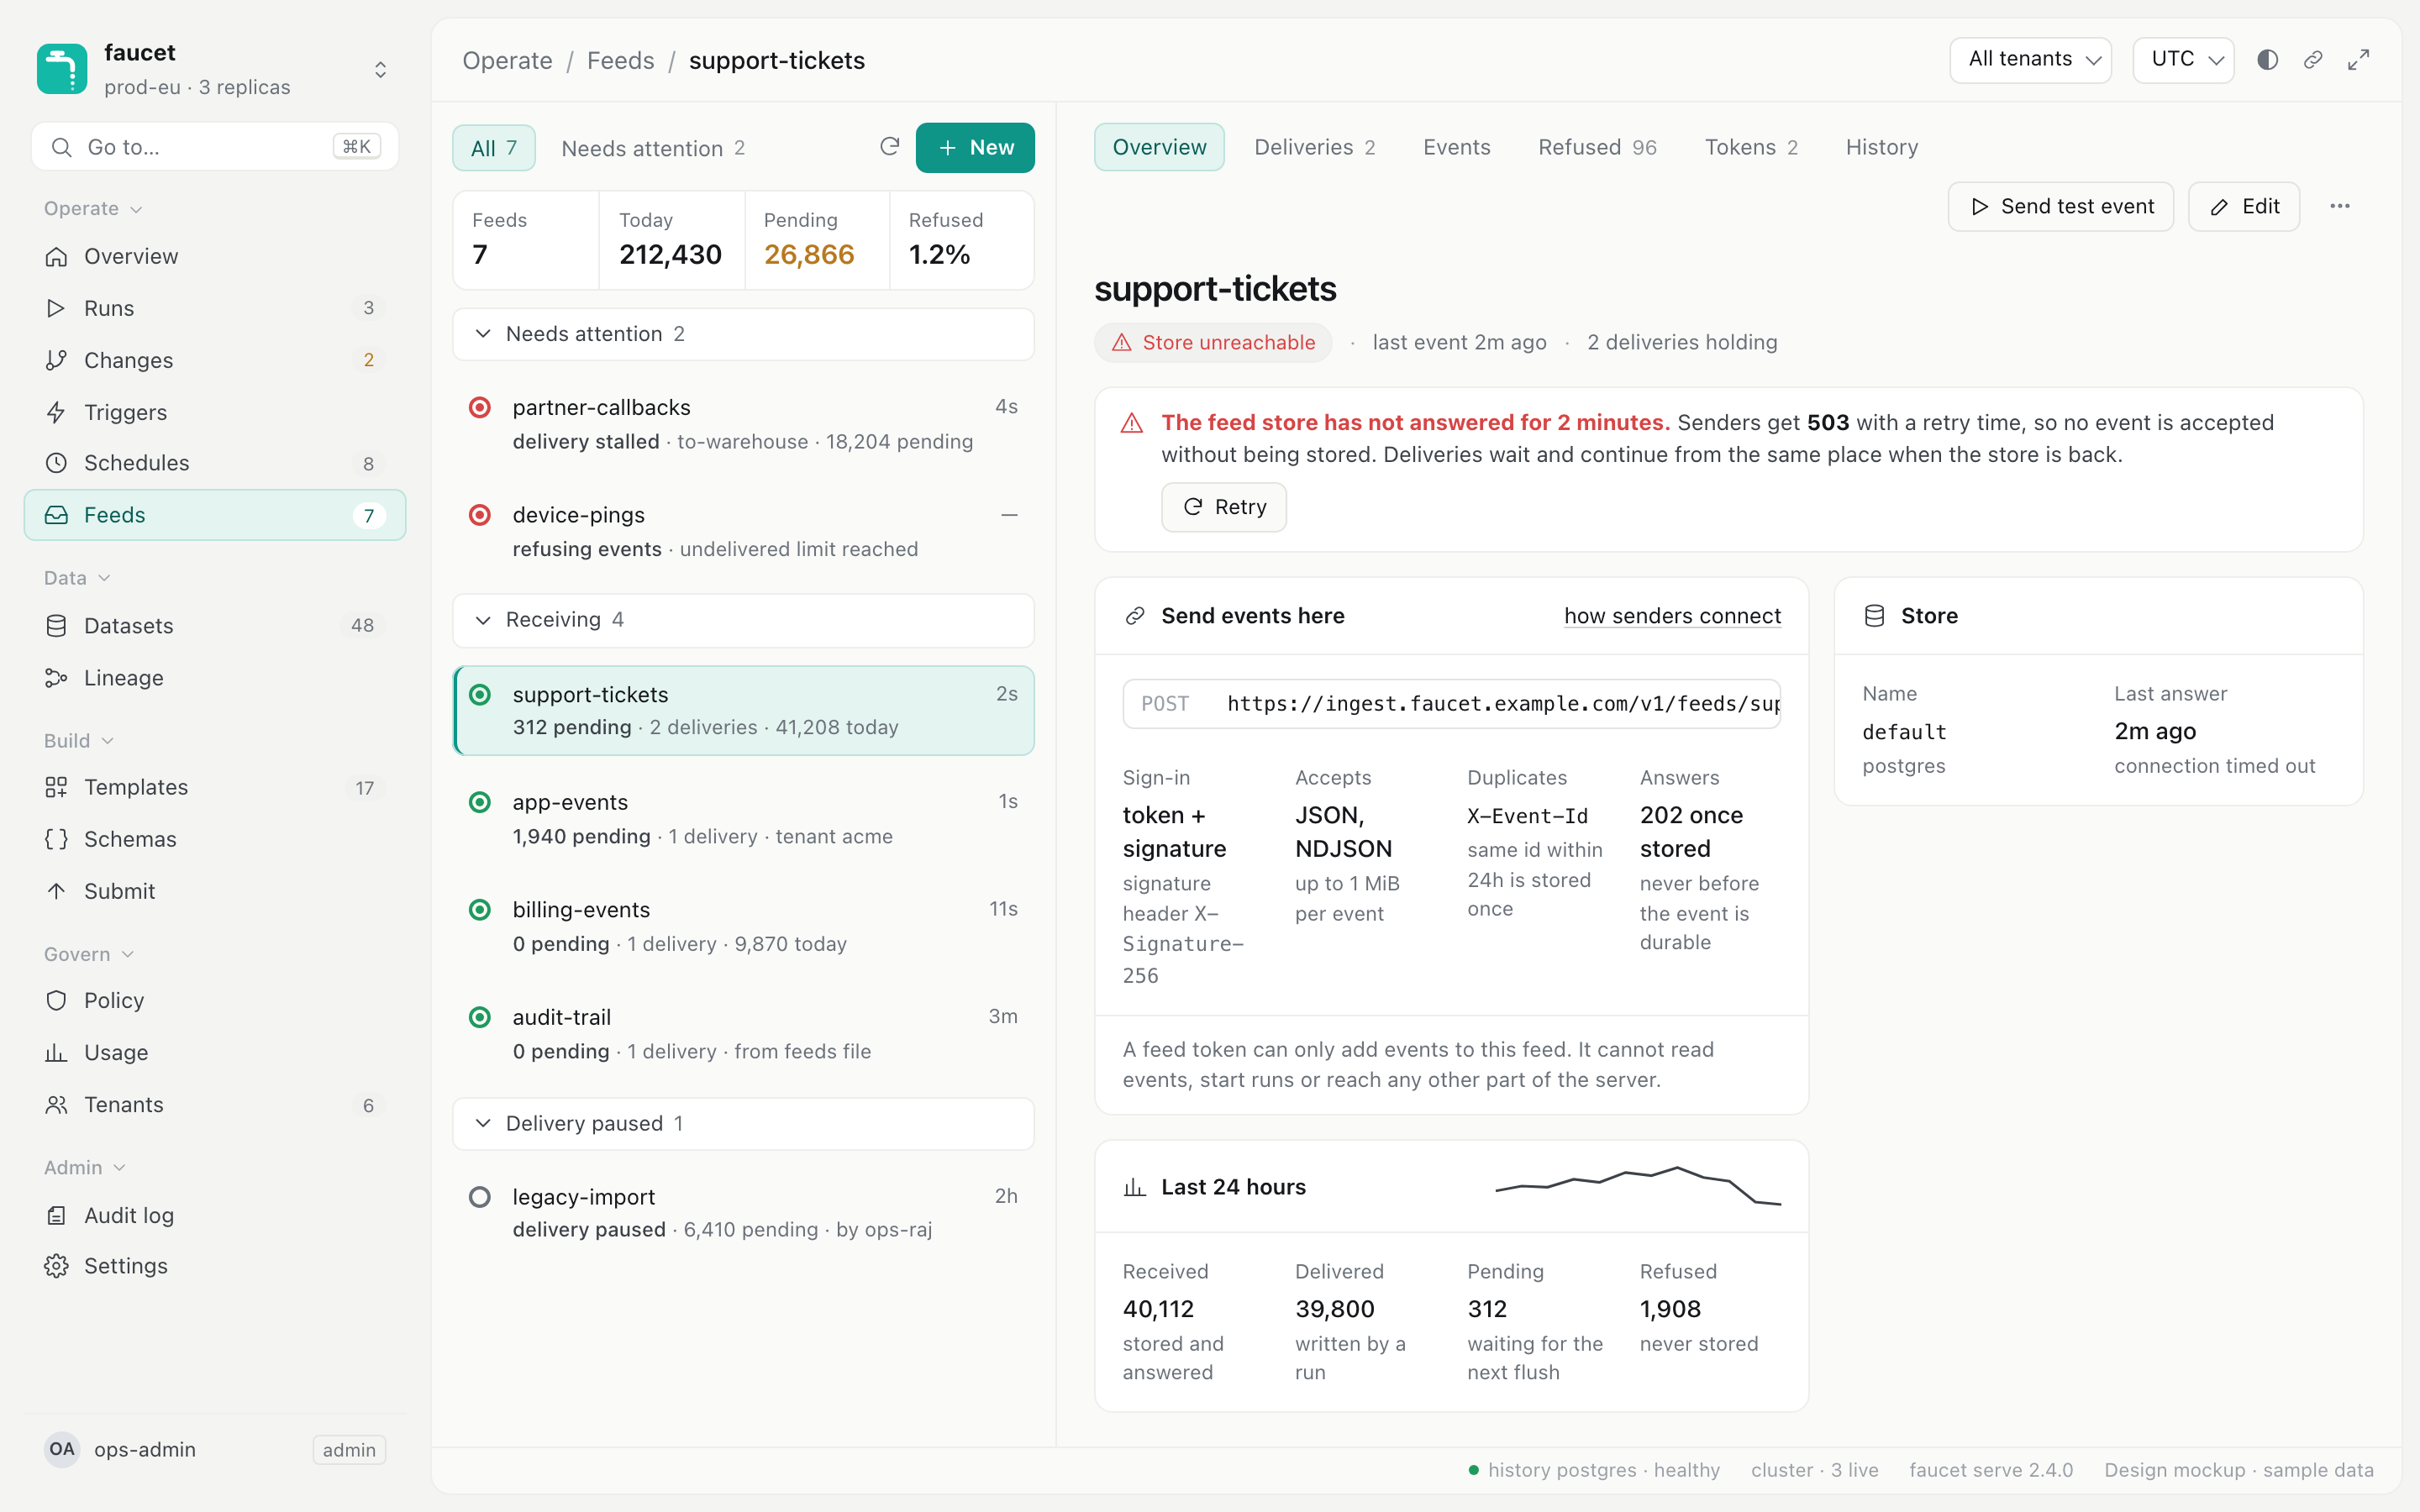 faucet
prod-eu · 3 replicas
Go to...
⌘K
Operate
Overview
Runs 3
Changes 2
Triggers
Schedules 8
Feeds 7
Data
Datasets 48
Lineage
Build
Templates 17
Schemas
Submit
Govern
Policy
Usage
Tenants 6
Admin
Audit log
Settings
OA ops-admin admin
Operate / Feeds / support-tickets
All tenants
UTC
All 7
Needs attention 2
New
Feeds
7
Today
212,430
Pending
26,866
Refused
1.2%
Needs attention 2
partner-callbacks 4s
delivery stalled · to-warehouse · 18,204 pending
device-pings —
refusing events · undelivered limit reached
Receiving 4
support-tickets 2s
312 pending · 2 deliveries · 41,208 today
app-events 1s
1,940 pending · 1 delivery · tenant acme
billing-events 11s
0 pending · 1 delivery · 9,870 today
audit-trail 3m
0 pending · 1 delivery · from feeds file
Delivery paused 1
legacy-import 2h
delivery paused · 6,410 pending · by ops-raj
Overview
Deliveries 2
Events
Refused 96
Tokens 2
History
Send test event
Edit
support-tickets
Store unreachable · last event 2m ago · 2 deliveries holding
The feed store has not answered for 2 minutes. Senders get 503 with a retry time, so no event is accepted
without being stored. Deliveries wait and continue from the same place when the store is back.
Retry
Send events here
how senders connect
POST https://ingest.faucet.example.com/v1/feeds/sup
Sign-in
token +
signature
signature
header X-
Signature-
256
Accepts
JSON,
NDJSON
up to 1 MiB
per event
Duplicates
X-Event-Id
same id within
24h is stored
once
Answers
202 once
stored
never before
the event is
durable
A feed token can only add events to this feed. It cannot read
events, start runs or reach any other part of the server.
Store
Name
default
postgres
Last answer
2m ago
connection timed out
Last 24 hours
Received
40,112
stored and
answered
Delivered
39,800
written by a
run
Pending
312
waiting for the
next flush
Refused
1,908
never stored
history postgres · healthy
cluster · 3 live
faucet serve 2.4.0
Design mockup · sample data